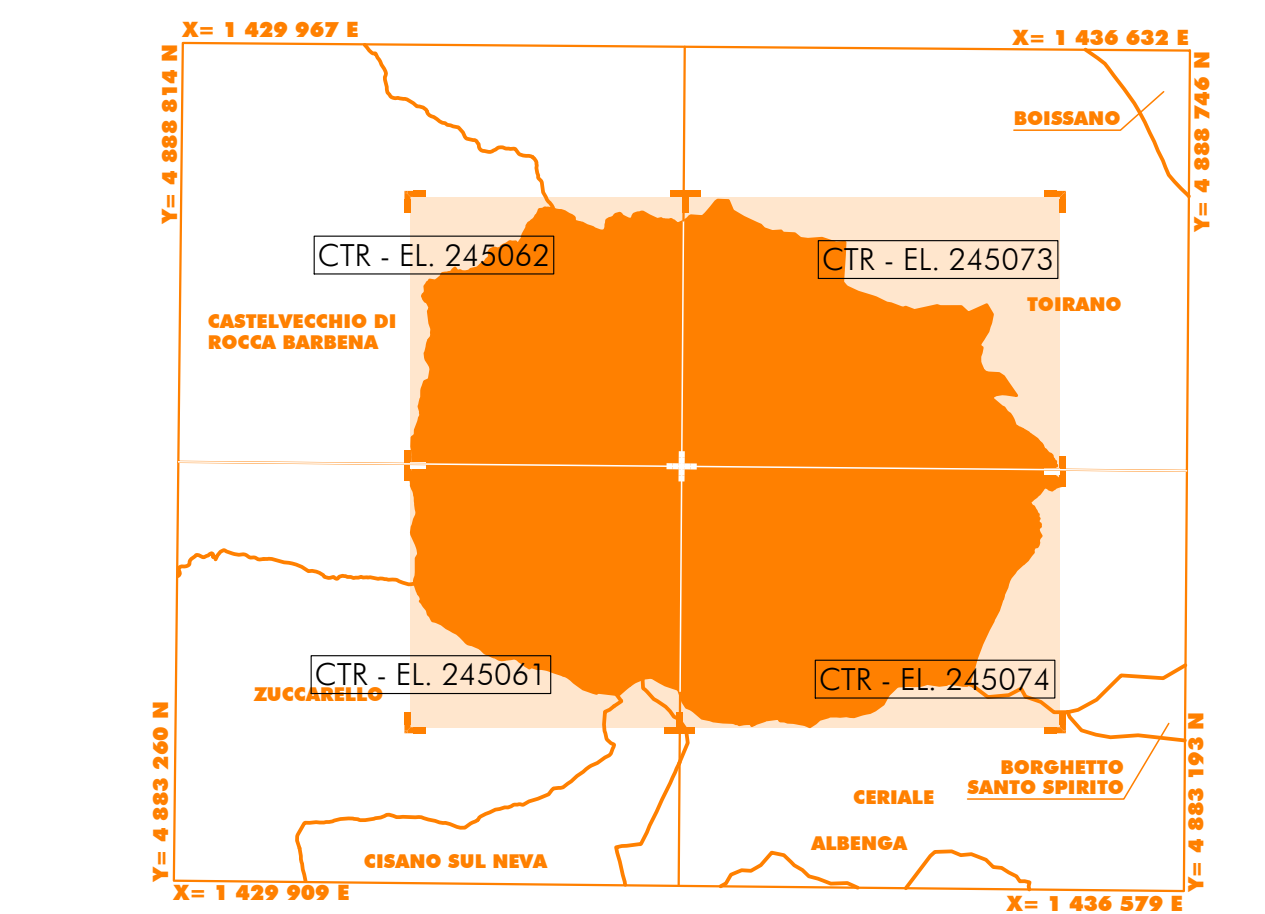 X= 1 429 967 E
X= 1 436 632 E
Y= 4 888 814 N
Y= 4 888 746 N
BOISSANO
CTR - EL. 245062
CTR - EL. 245073
TOIRANO
CASTELVECCHIO DI
ROCCA BARBENA
CTR - EL. 245061
CTR - EL. 245074
ZUCCARELLO
Y= 4 883 260 N
Y= 4 883 193 N
BORGHETTO
SANTO SPIRITO
CERIALE
ALBENGA
CISANO SUL NEVA
X= 1 429 909 E
X= 1 436 579 E